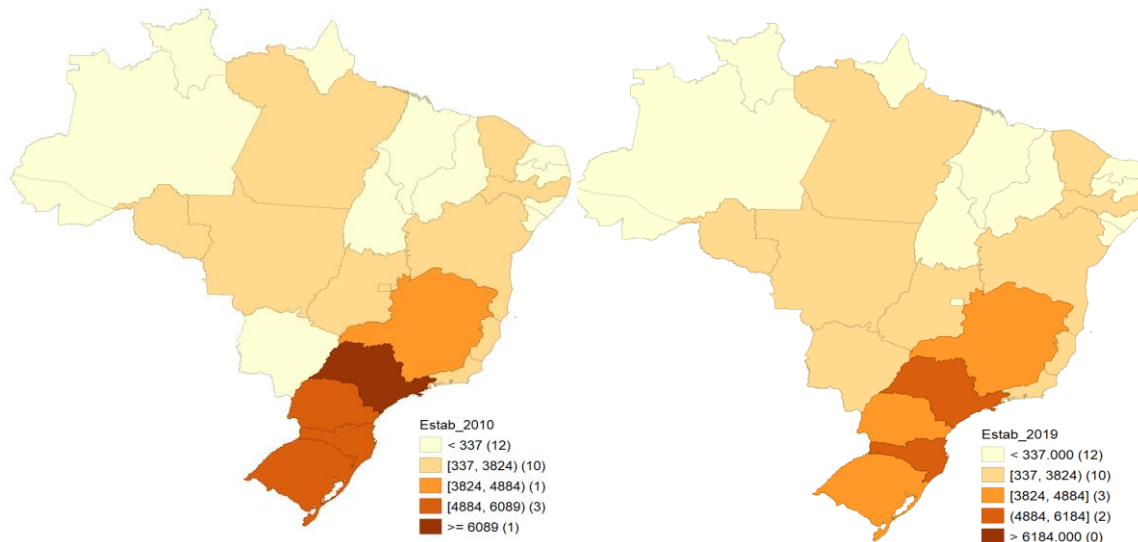 Estab_2010
< 337 (12)
[337, 3824) (10)
[3824, 4884) (1)
[4884, 6089) (3)
>= 6089 (1)
Estab_2019
< 337.000 (12)
[337, 3824) (10)
[3824, 4884] (3)
(4884, 6184] (2)
> 6184.000 (0)